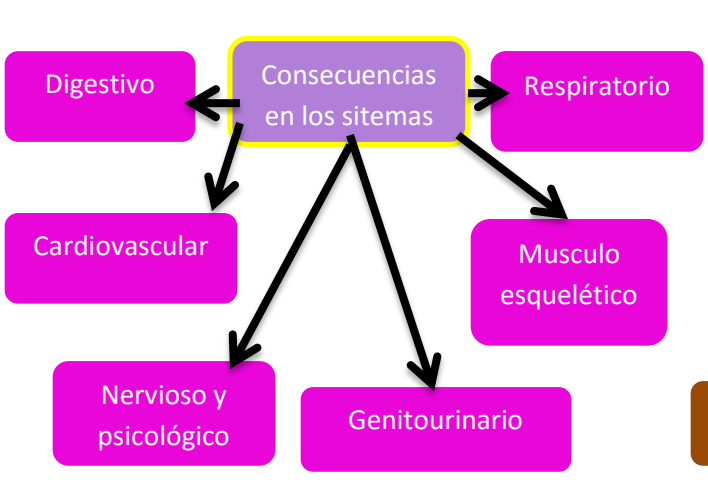 Consecuencias
en los sitemas
Digestivo
Respiratorio
Cardiovascular
Musculo
esquelético
Nervioso y
psicológico
Genitourinario